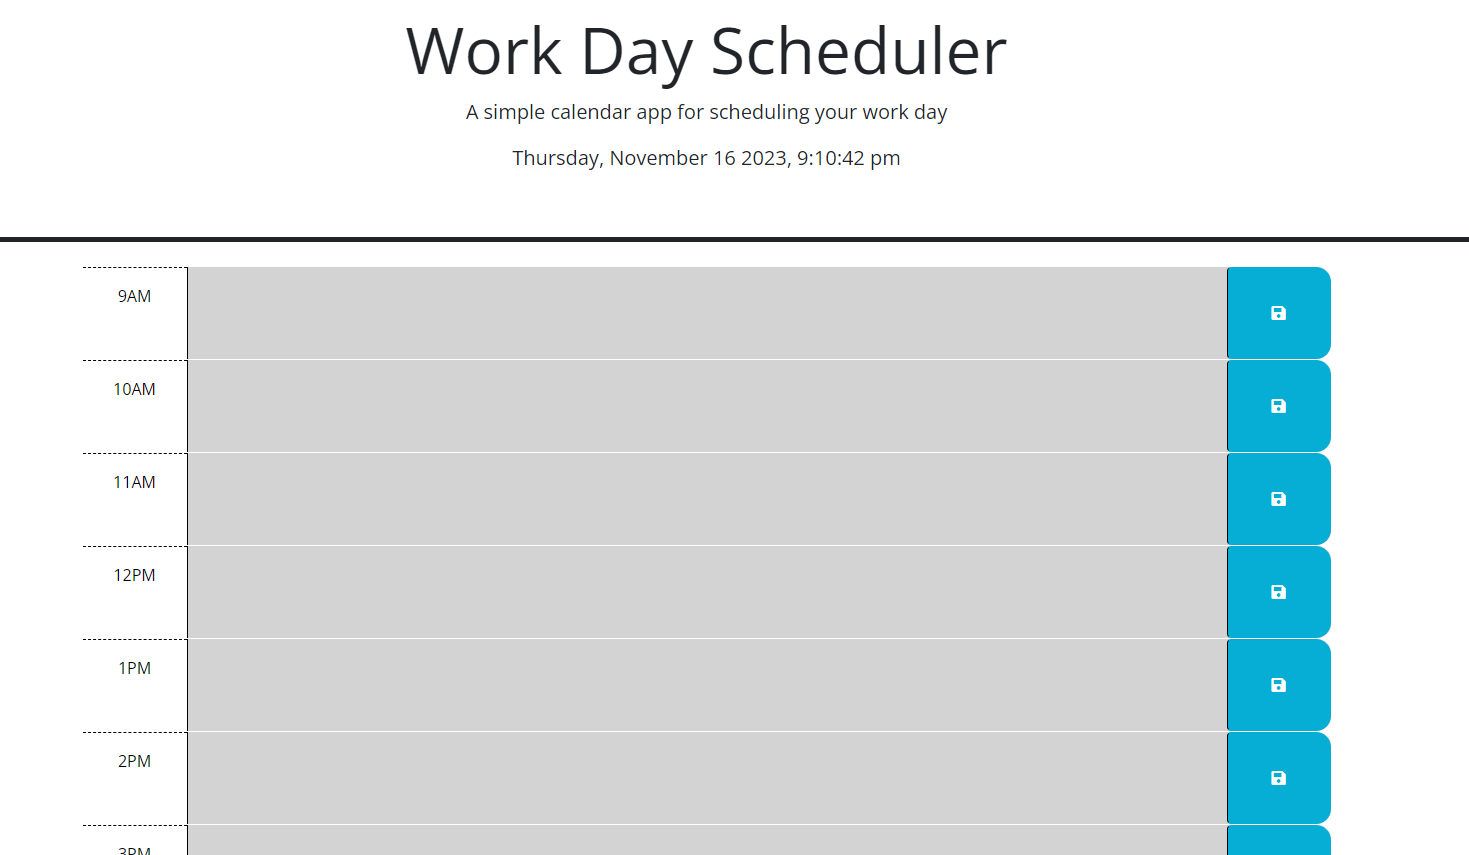 Work Day Scheduler
A simple calendar app for scheduling your work day
Thursday, November 16 2023, 9:10:42 pm
9AM
10AM
11AM
12PM
1PM
2PM
3PM